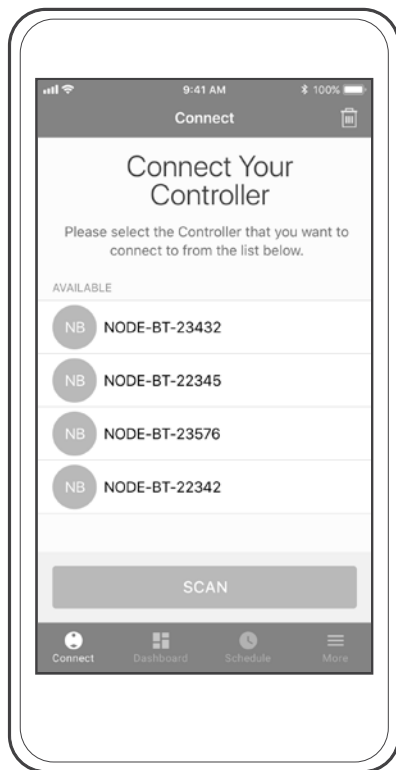 9:41 AM
100%
Connect
Connect Your
Controller
Please select the Controller that you want to
connect to from the list below.
AVAILABLE
NB NODE-BT-23432
NB NODE-BT-22345
NB NODE-BT-23576
NB NODE-BT-22342
SCAN
Connect Dashboard Schedule More